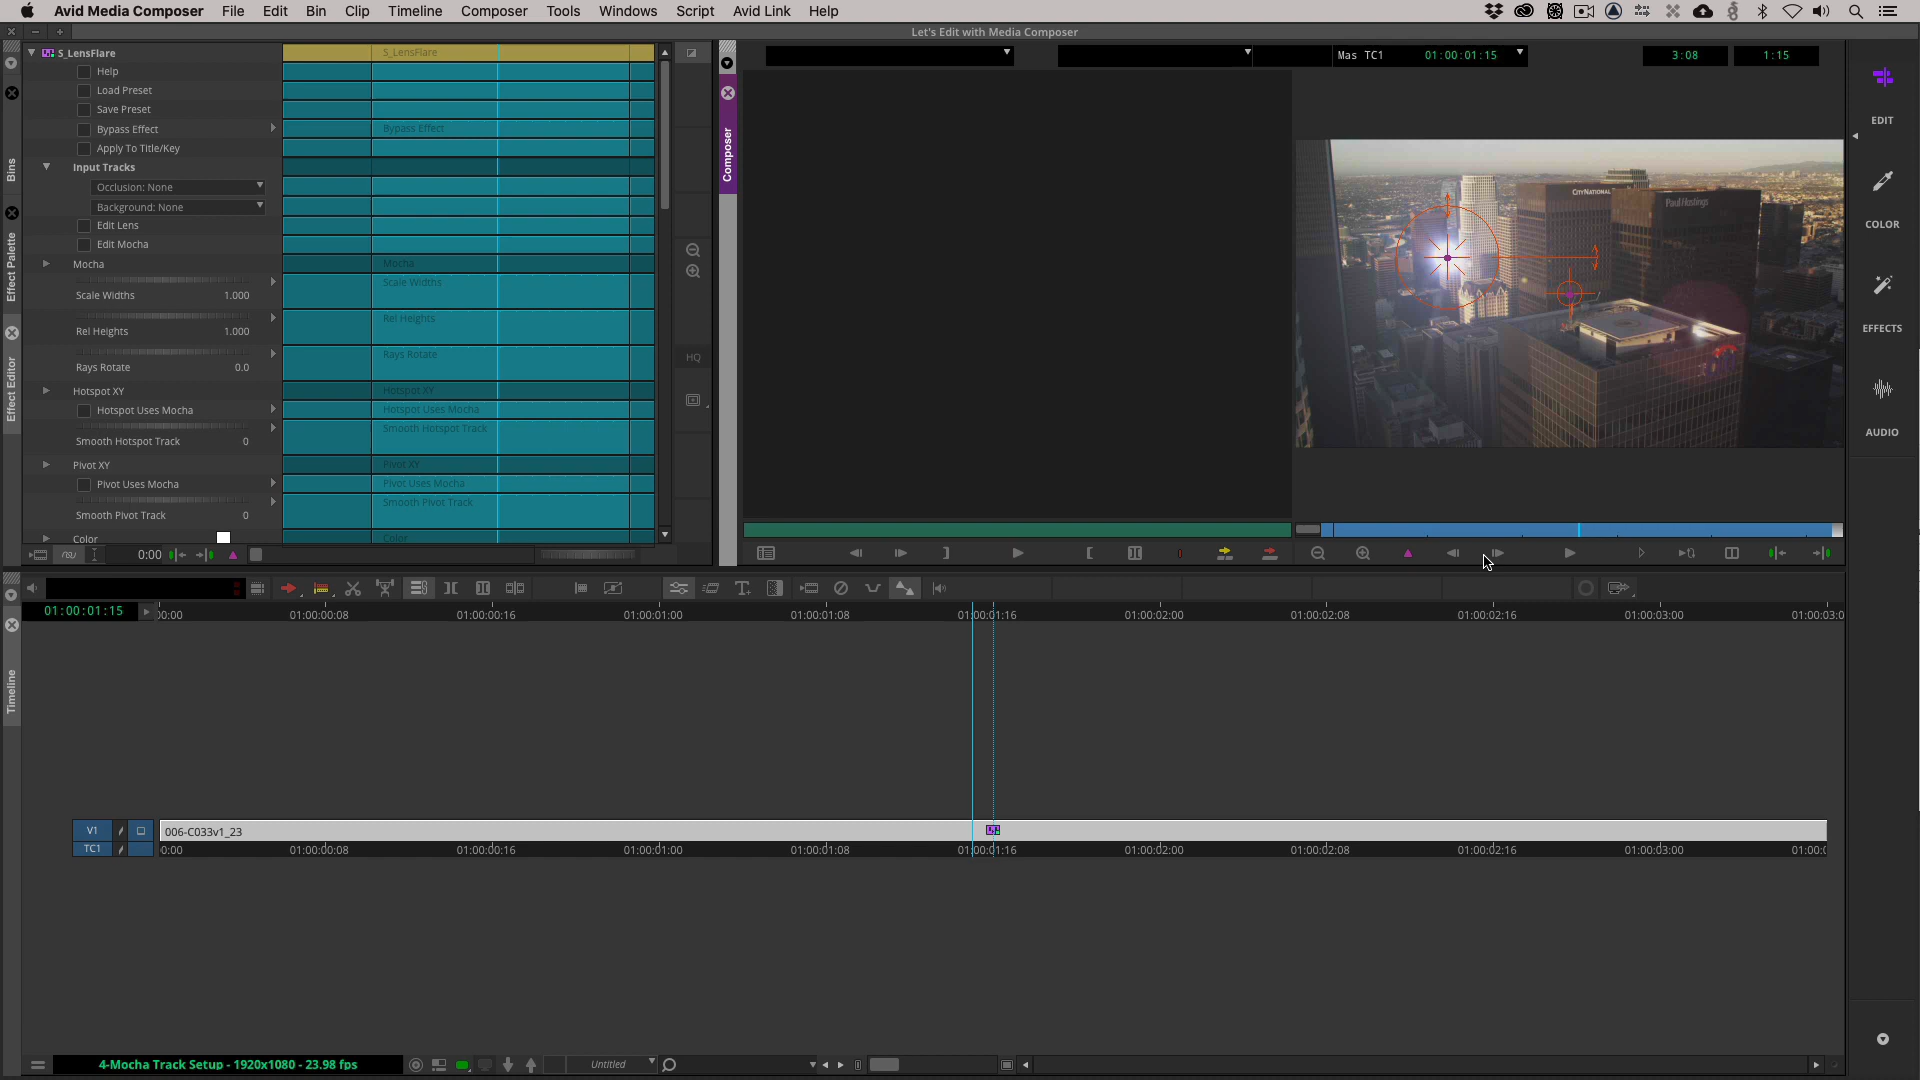 Avid Media Composer File Edit Bin Clip Timeline Composer Tools Windows Script Avid Link Help
Let's Edit with Media Composer
S_LensFlare
S_LensFlare
Help
Load Preset
Save Preset
Bypass Effect
Bypass Effect
Apply To Title/Key
Input Tracks
Occlusion: None
Background: None
Edit Lens
Edit Mocha
Mocha
Mocha
Scale Widths 1.000
Scale Widths
Rel Heights 1.000
Rel Heights
Rays Rotate 0.0
Rays Rotate
Hotspot XY
Hotspot XY
Hotspot Uses Mocha
Hotspot Uses Mocha
Smooth Hotspot Track 0
Smooth Hotspot Track
Pivot XY
Pivot XY
Pivot Uses Mocha
Pivot Uses Mocha
Smooth Pivot Track 0
Smooth Pivot Track
Color
Color
0:00
HQ
Bins
Effect Palette
Effect Editor
Composer
Mas TC1 01:00:01:15
3:08 1:15
CITY NATIONAL
Paul Hastings
EDIT
COLOR
EFFECTS
AUDIO
Timeline
01:00:01:15
0:00 01:00:00:08 01:00:00:16 01:00:01:00 01:00:01:08 01:00:01:16 01:00:02:00 01:00:02:08 01:00:02:16 01:00:03:00 01:00:03:0
V1 006-C033v1_23
TC1 0:00 01:00:00:08 01:00:00:16 01:00:01:00 01:00:01:08 01:00:01:16 01:00:02:00 01:00:02:08 01:00:02:16 01:00:03:00 01:00:0
4-Mocha Track Setup - 1920x1080 - 23.98 fps
Untitled